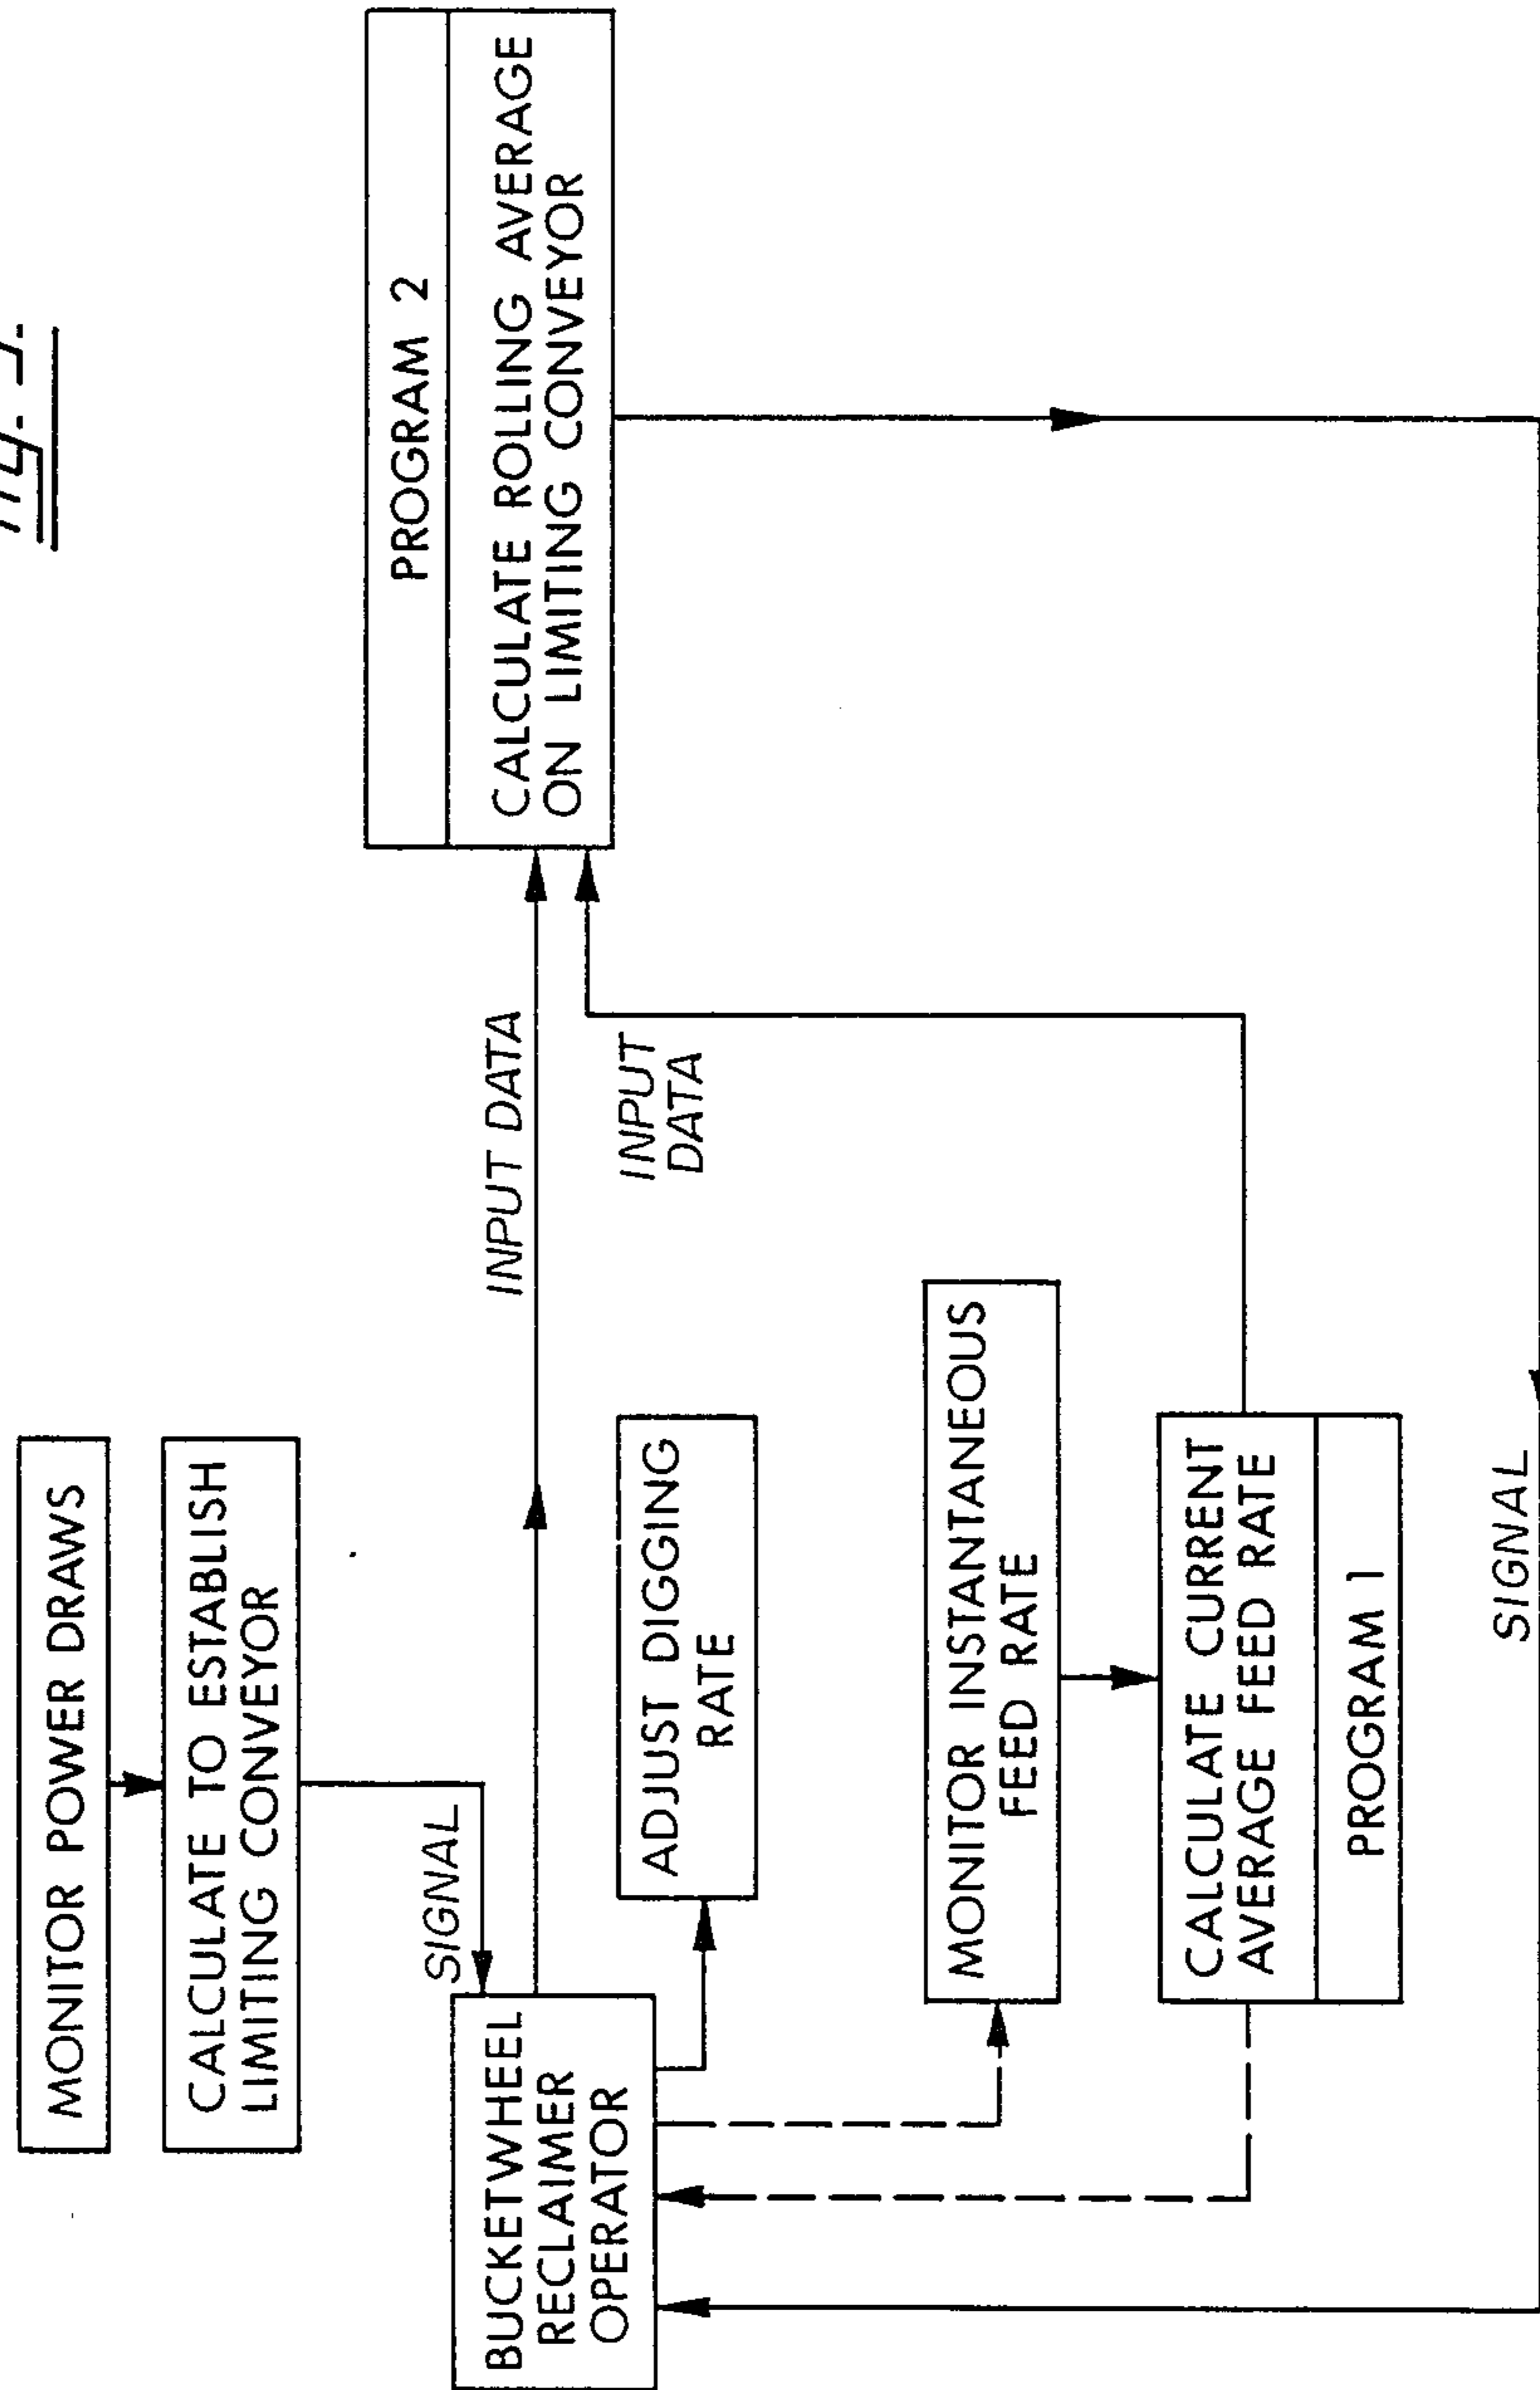 MONITOR POWER DRAWS
CALCULATE TO ESTABLISH
LIMITING CONVEYOR
SIGNAL
BUCKETWHEEL
RECLAIMER
OPERATOR
INPUT DATA
PROGRAM 2
CALCULATE ROLLING AVERAGE
ON LIMITING CONVEYOR
INPUT
DATA
ADJUST DIGGING
RATE
MONITOR INSTANTANEOUS
FEED RATE
CALCULATE CURRENT
AVERAGE FEED RATE
PROGRAM 1
SIGNAL